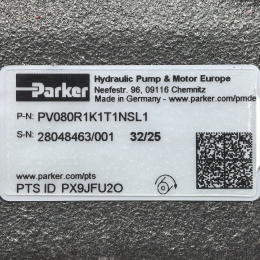 Parker
Hydraulic Pump & Motor Europe
Neefestr. 96, 09116 Chemnitz
Made in Germany - www.parker.com/pmde
P-N: PV080R1K1T1NSL1
S-N: 28048463/001 32/25
www.parker.com/pts
PTS ID PX9JFU2O